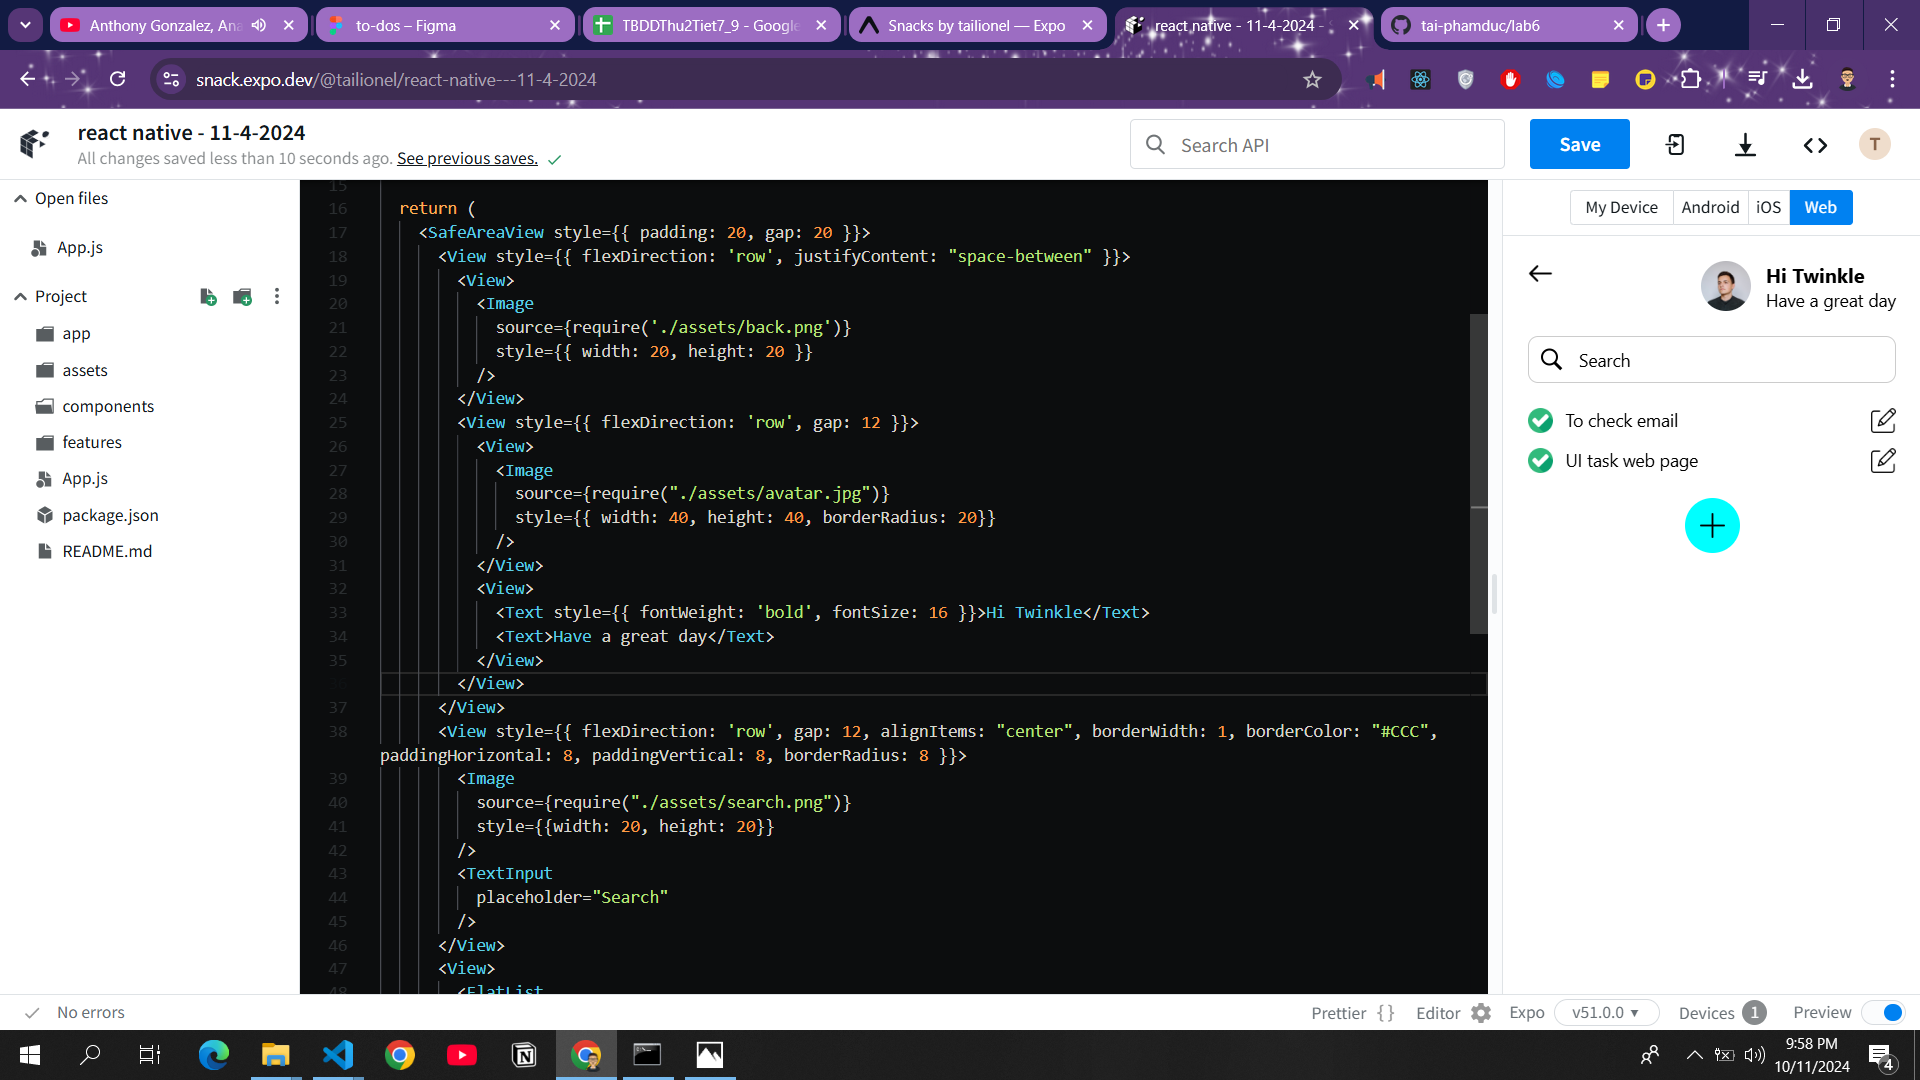 Anthony Gonzalez, Ana
to-dos – Figma
TBDDThu2Tiet7_9 - Google
Snacks by tailionel — Expo
react native - 11-4-2024 -
tai-phamduc/lab6
snack.expo.dev/@tailionel/react-native---11-4-2024
react native - 11-4-2024
All changes saved less than 10 seconds ago. See previous saves.
Search API
Save
T
Open files
App.js
Project
app
assets
components
features
App.js
package.json
README.md
15
16 return (
17 <SafeAreaView style={{ padding: 20, gap: 20 }}>
18 <View style={{ flexDirection: 'row', justifyContent: "space-between" }}>
19 <View>
20 <Image
21 source={require('./assets/back.png')}
22 style={{ width: 20, height: 20 }}
23 />
24 </View>
25 <View style={{ flexDirection: 'row', gap: 12 }}>
26 <View>
27 <Image
28 source={require("./assets/avatar.jpg")}
29 style={{ width: 40, height: 40, borderRadius: 20}}
30 />
31 </View>
32 <View>
33 <Text style={{ fontWeight: 'bold', fontSize: 16 }}>Hi Twinkle</Text>
34 <Text>Have a great day</Text>
35 </View>
</View>
37 </View>
38 <View style={{ flexDirection: 'row', gap: 12, alignItems: "center", borderWidth: 1, borderColor: "#CCC",
paddingHorizontal: 8, paddingVertical: 8, borderRadius: 8 }}>
39 <Image
40 source={require("./assets/search.png")}
41 style={{width: 20, height: 20}}
42 />
43 <TextInput
44 placeholder="Search"
45 />
46 </View>
47 <View>
48 <FlatList
My Device
Android
iOS
Web
Hi Twinkle
Have a great day
Search
To check email
UI task web page
No errors
Prettier { }
Editor
Expo
v51.0.0
Devices 1
Preview
9:58 PM
10/11/2024
4